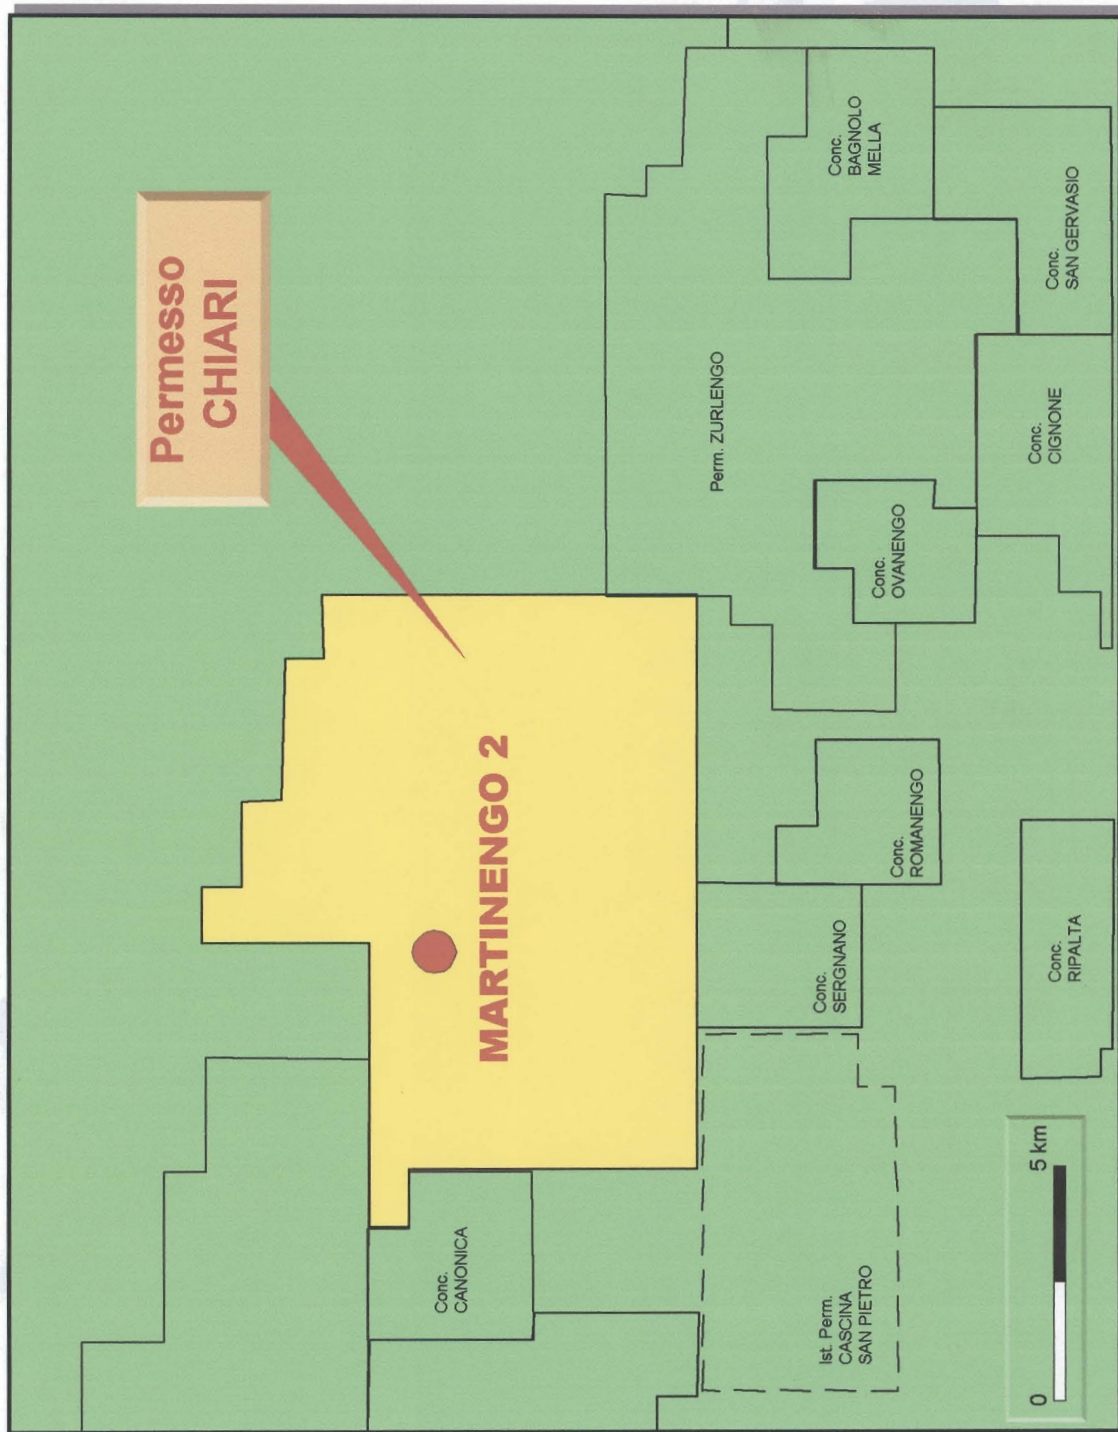 Permesso
CHIARI
MARTINENGO 2
Conc.
CANONICA
Ist. Perm.
CASCINA
SAN PIETRO
Conc.
SERGNANO
Conc.
ROMANENGO
Conc.
RIPALTA
Perm. ZURLENGO
Conc.
OVANENGO
Conc.
CIGNONE
Conc.
BAGNOLO
MELLA
Conc.
SAN GERVASIO
0
5 km